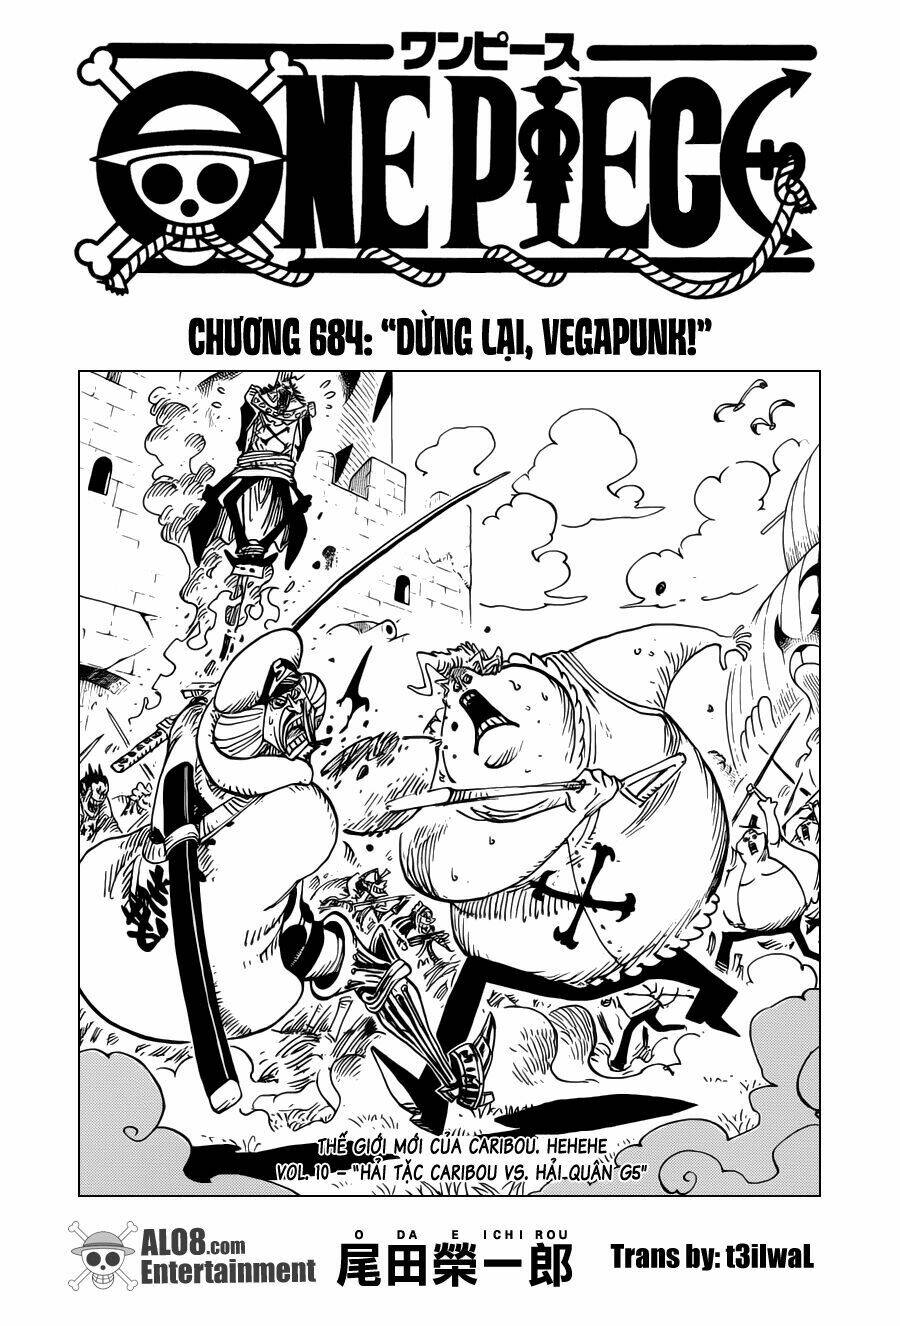 ワンピース
ONE PIECE
CHƯƠNG 684: “DỪNG LẠI, VEGAPUNK!”
THẾ GIỚI MỚI CỦA CARIBOU. HEHEHE
VOL. 10 – "HẢI TẶC CARIBOU VS. HẢI QUÂN G5"
AL08.com
Entertainment
O DA E ICHI ROU
尾田榮一郎
Trans by: t3ilwaL